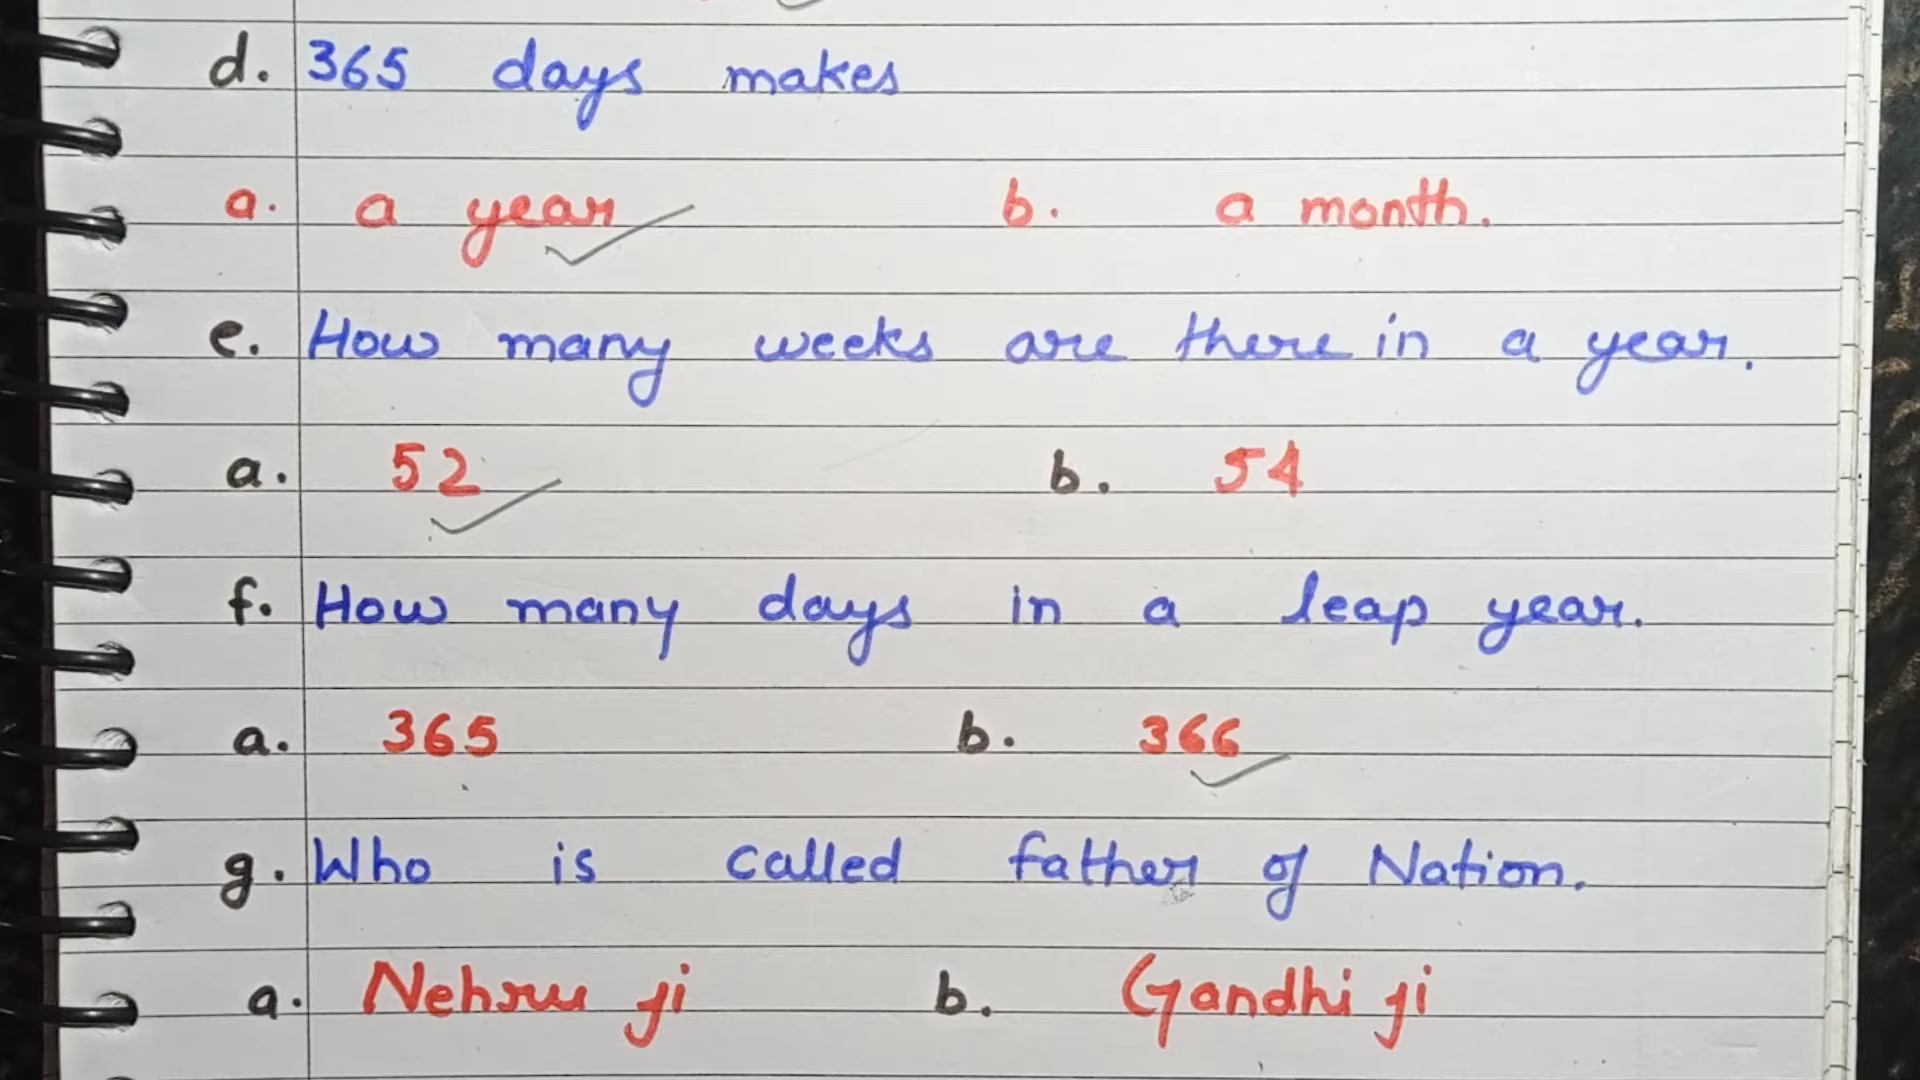 d. 365 days makes
a. a year b. a month.
e. How many weeks are there in a year.
a. 52 b. 54
f. How many days in a leap year.
a. 365 b. 366
g. Who is called father of Nation.
a. Nehru ji b. Gandhi ji